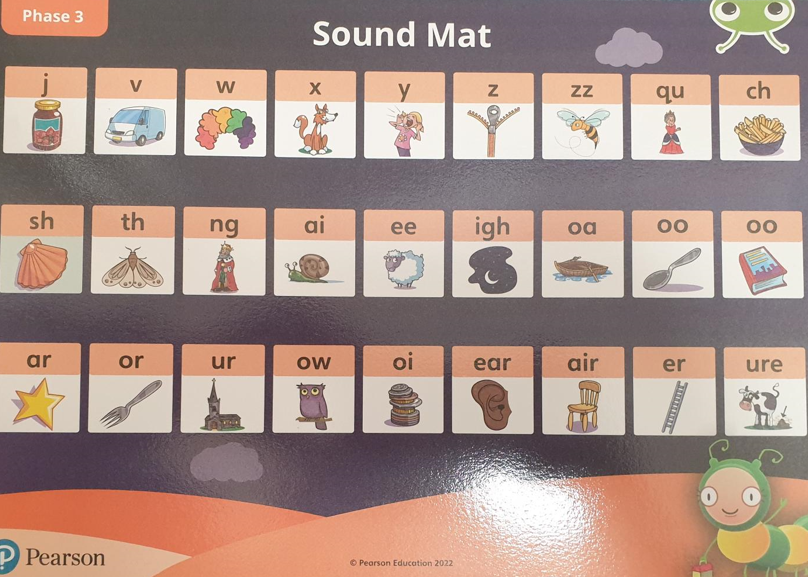 Phase 3
Sound Mat
j v w x y z zz qu ch
sh th ng ai ee igh oa oo oo
ar or ur ow oi ear air er ure
P Pearson
© Pearson Education 2022